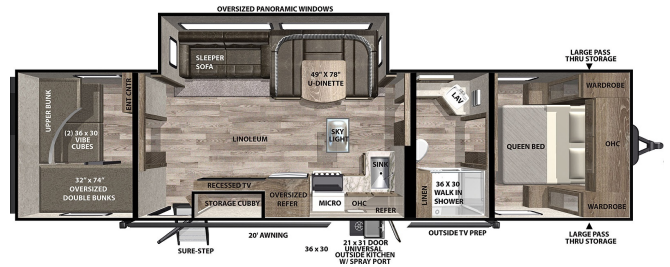 OVERSIZED PANORAMIC WINDOWS
LARGE PASS
THRU STORAGE
SLEEPER
SOFA
49" X 78"
U-DINETTE
UPPER BUNK
ENT CNTR
(2) 36 x 30
VIBE
CUBES
LINOLEUM
SKY
LIGHT
LAV
WARDROBE
QUEEN BED
OHC
SINK
32" x 74"
OVERSIZED
DOUBLE BUNKS
RECESSED TV
STORAGE CUBBY
OVERSIZED
REFER
MICRO
OHC
REFER
LINEN
36 X 30
WALK IN
SHOWER
WARDROBE
SURE-STEP
20' AWNING
36 x 30
21 x 31 DOOR
UNIVERSAL
OUTSIDE KITCHEN
W/ SPRAY PORT
OUTSIDE TV PREP
LARGE PASS
THRU STORAGE